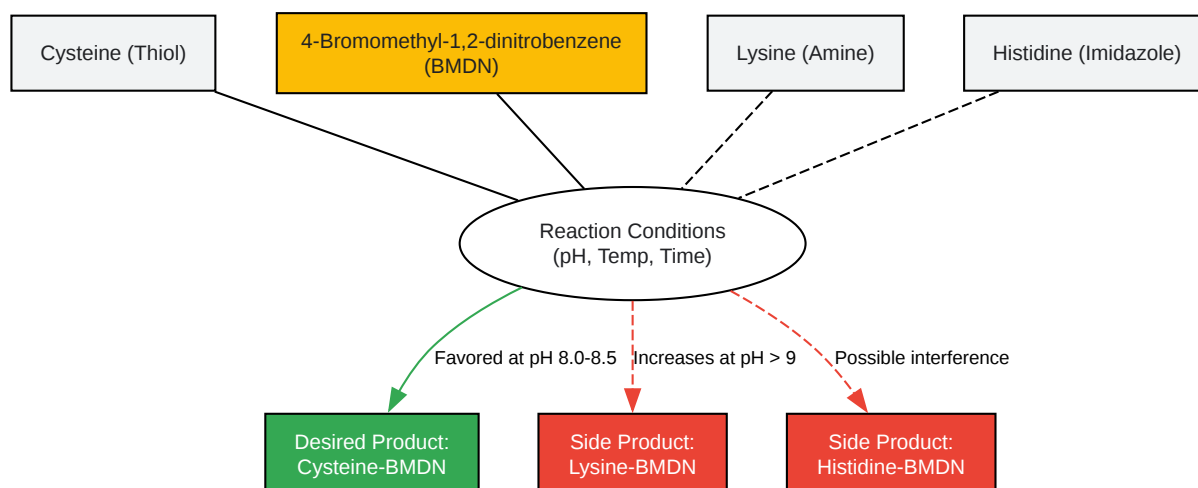 Cysteine (Thiol)
4-Bromomethyl-1,2-dinitrobenzene
(BMDN)
Lysine (Amine)
Histidine (Imidazole)
Reaction Conditions
(pH, Temp, Time)
Favored at pH 8.0-8.5
Increases at pH > 9
Possible interference
Desired Product:
Cysteine-BMDN
Side Product:
Lysine-BMDN
Side Product:
Histidine-BMDN